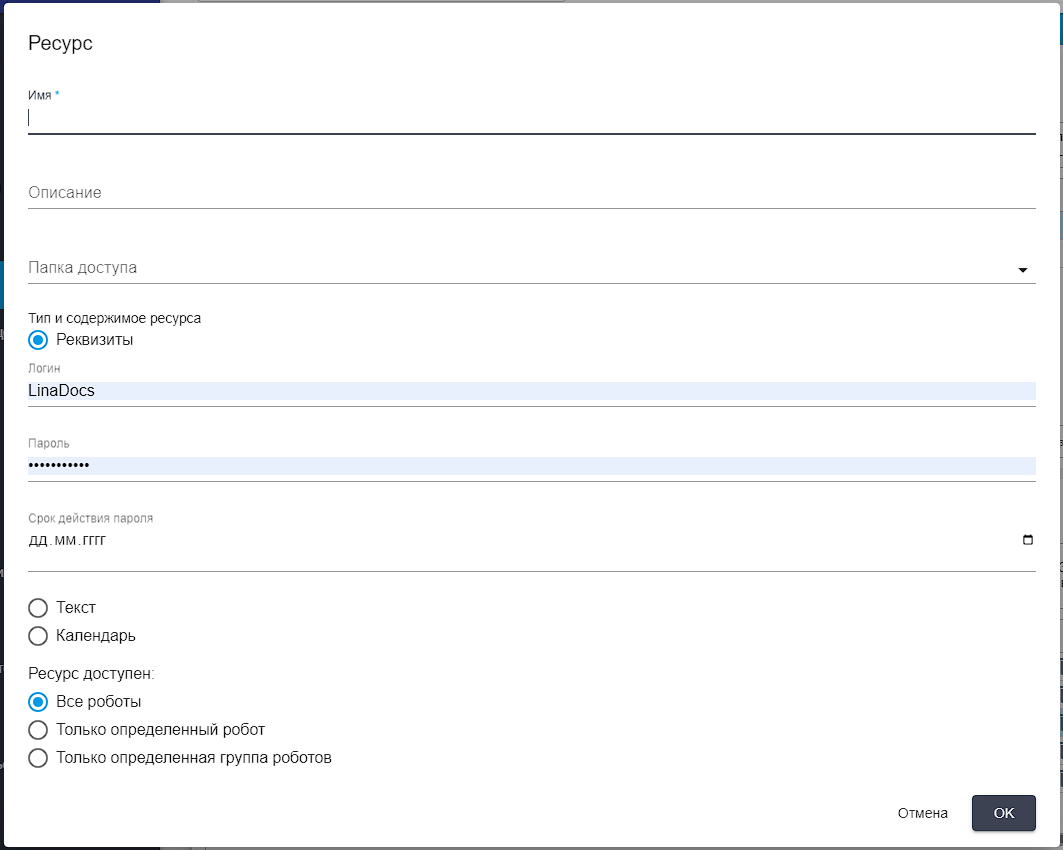 Ресурс
Имя *
Описание
Папка доступа
Тип и содержимое ресурса
Реквизиты
Логин
LinaDocs
Пароль
•••••••••••
Срок действия пароля
дд.мм.гггг
Текст
Календарь
Ресурс доступен:
Все роботы
Только определенный робот
Только определенная группа роботов
Отмена
OK